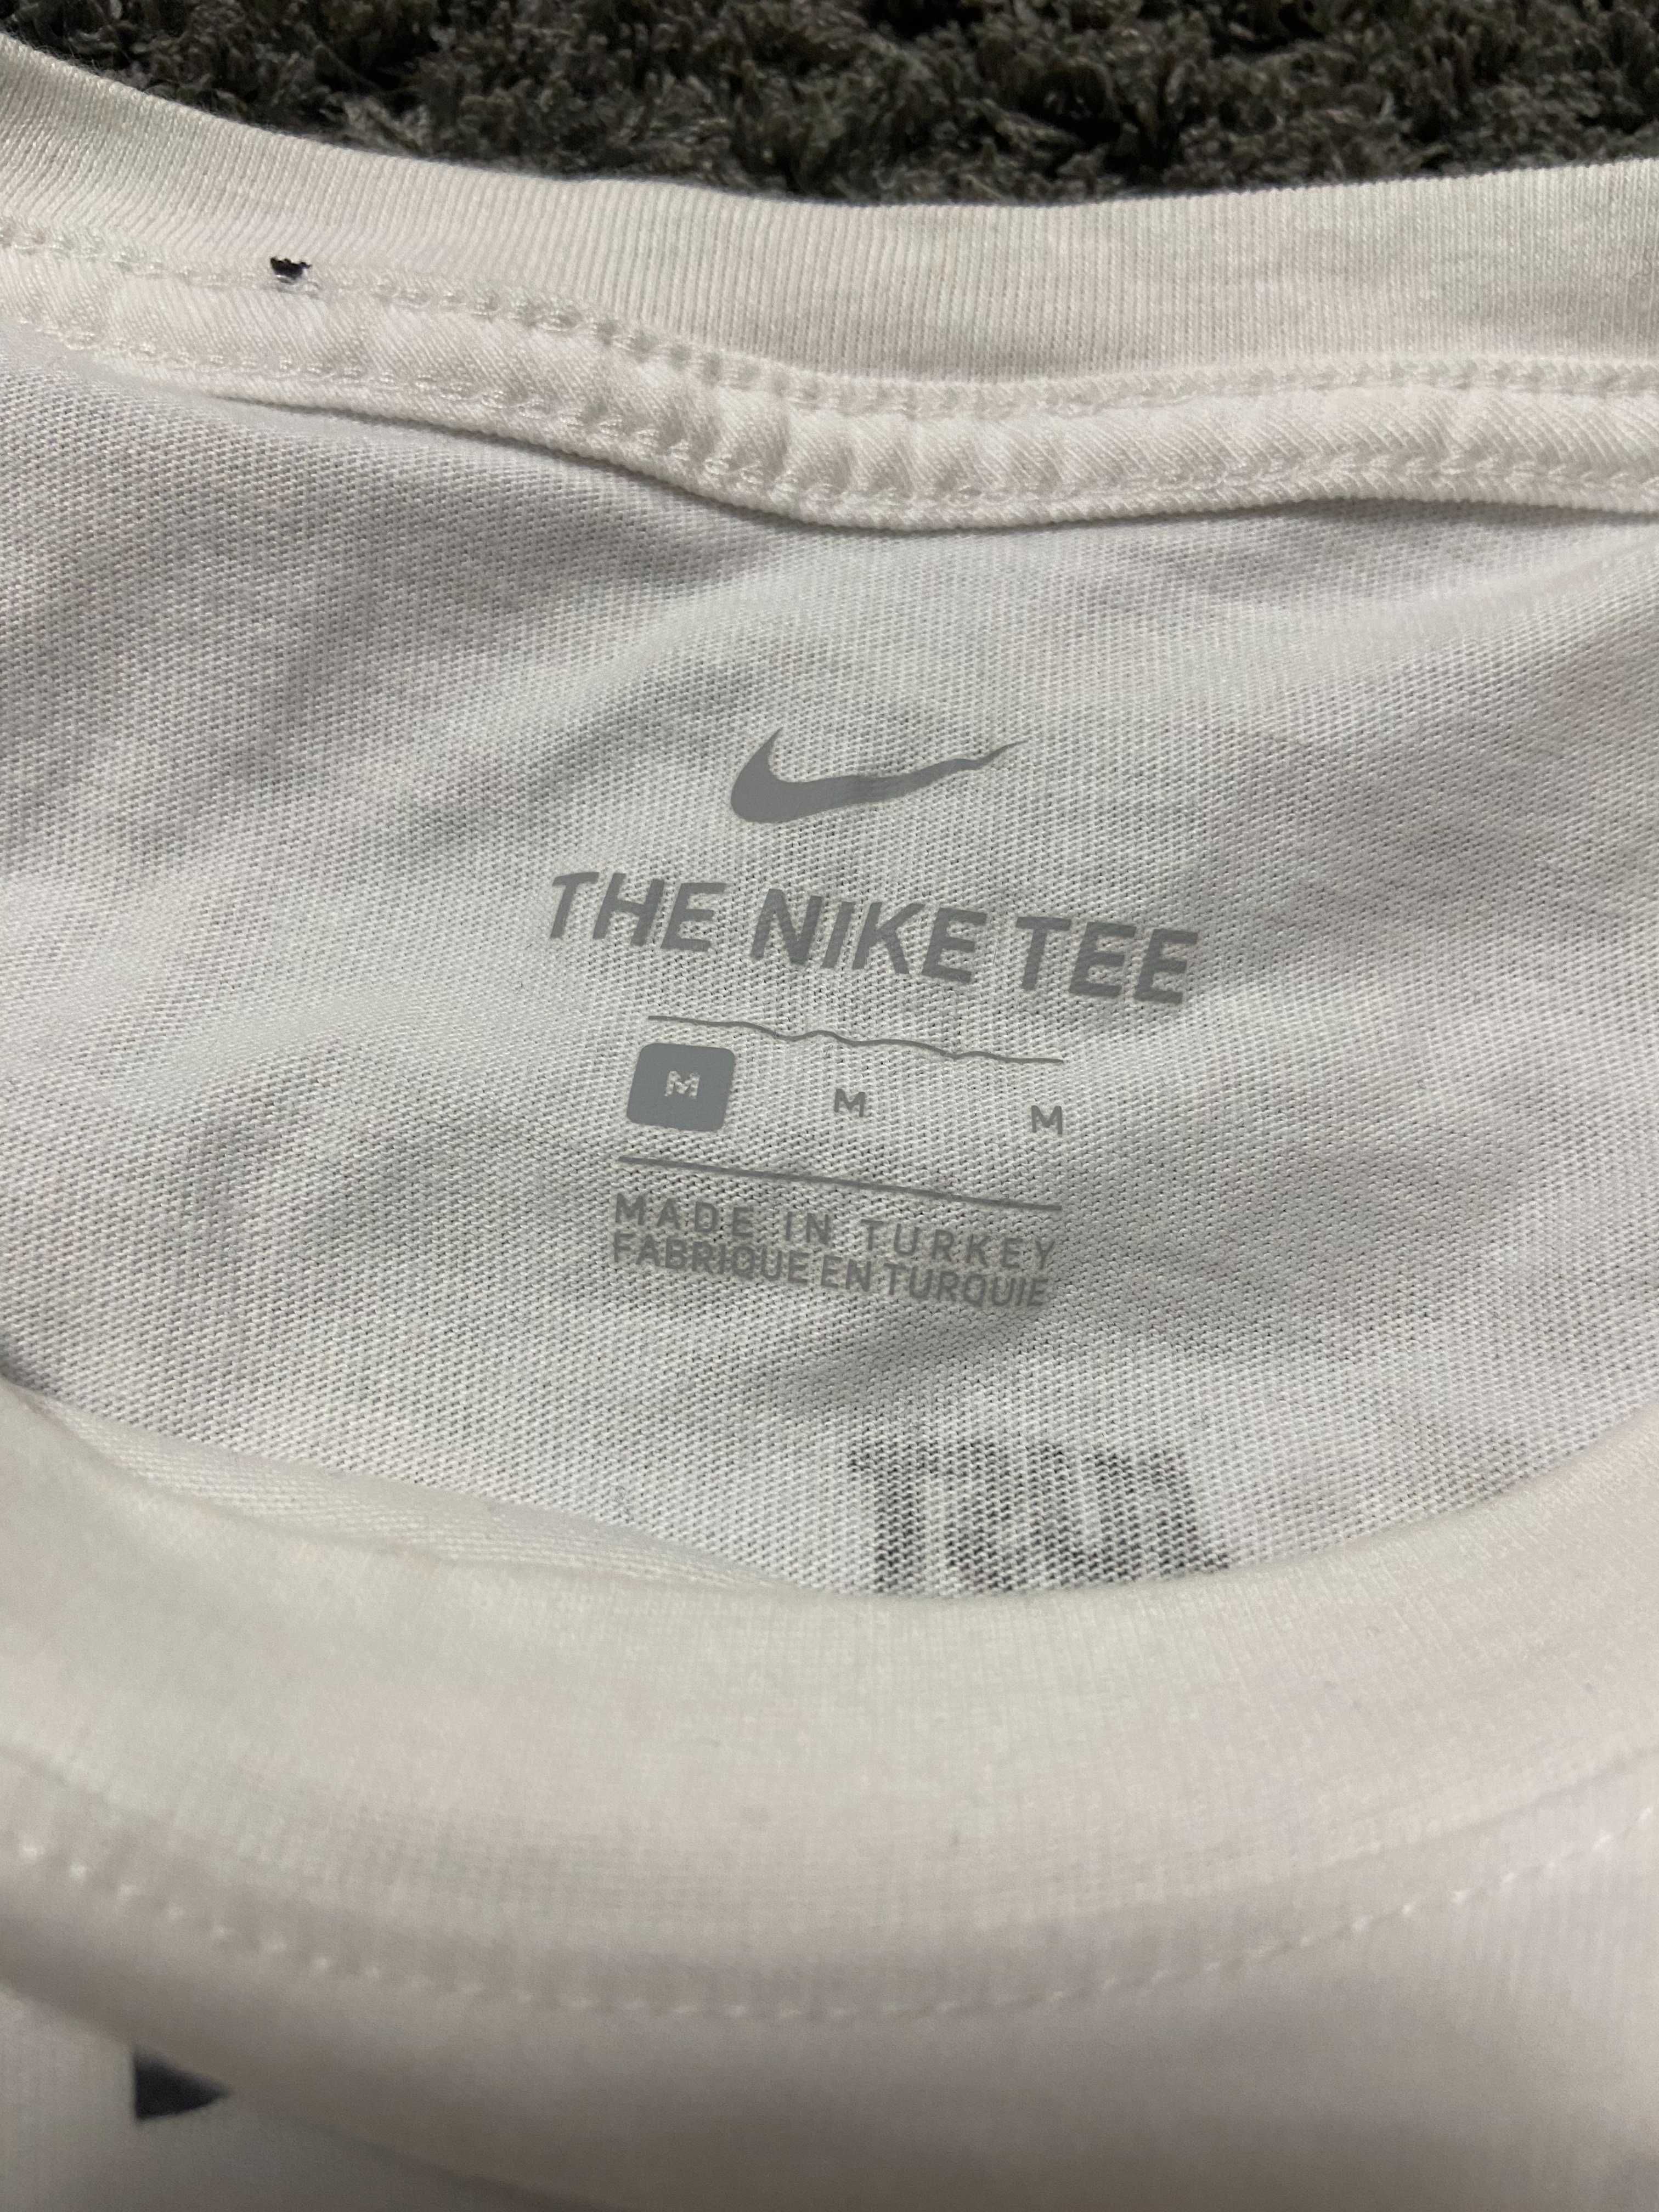 THE NIKE TEE
M M M
MADE IN TURKEY
FABRIQUE EN TURQUIE